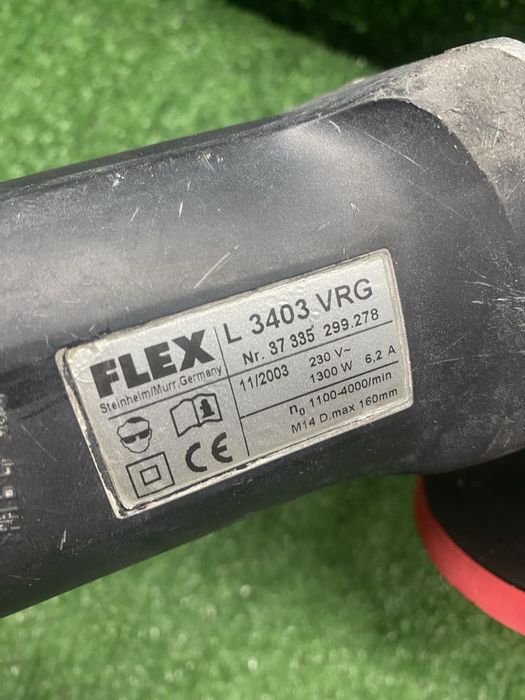 FLEX
Steinheim/Murr.Germany
L 3403 VRG
Nr. 37 335 299.278
11/2003
230 V~
1300 W 6,2 A
n₀ 1100-4000/min
M14 D.max 160mm
CE